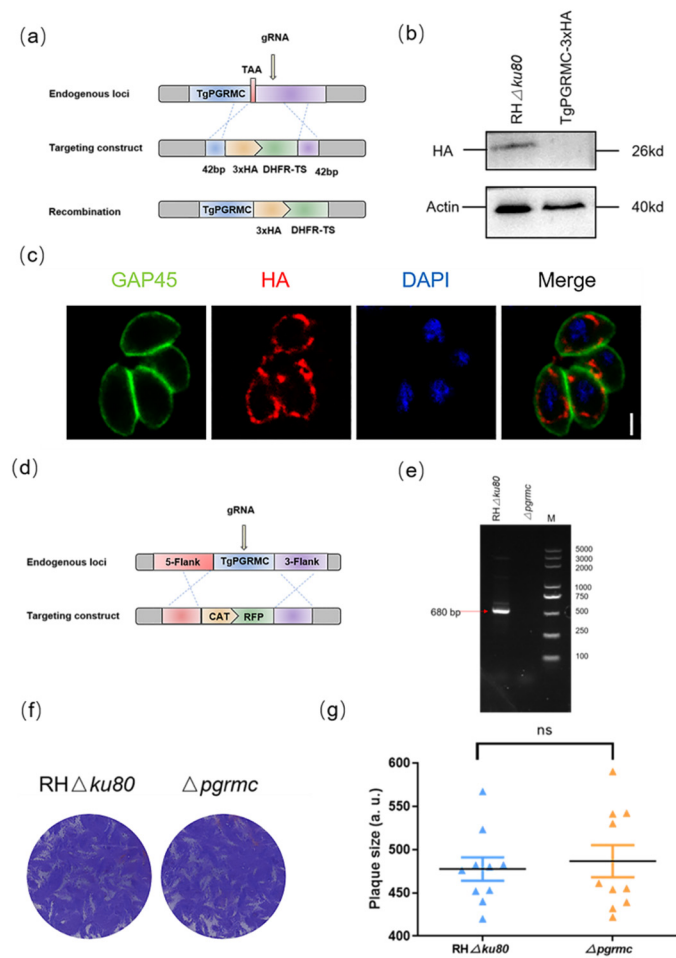 (a)
gRNA
TAA
Endogenous loci
TgPGRMC
Targeting construct
42bp 3xHA DHFR-TS 42bp
Recombination
TgPGRMC
3xHA DHFR-TS
(b)
RH△ku80
TgPGRMC-3xHA
HA
26kd
Actin
40kd
(c)
GAP45 HA DAPI Merge
(d)
gRNA
Endogenous loci
5-Flank TgPGRMC 3-Flank
Targeting construct
CAT RFP
(e)
RH△ku80
△pgrmc
M
5000
3000
2000
1000
750
680 bp
500
250
100
(f)
RH△ku80 △pgrmc
(g)
ns
Plaque size (a. u.)
600
550
500
450
400
RH△ku80 △pgrmc